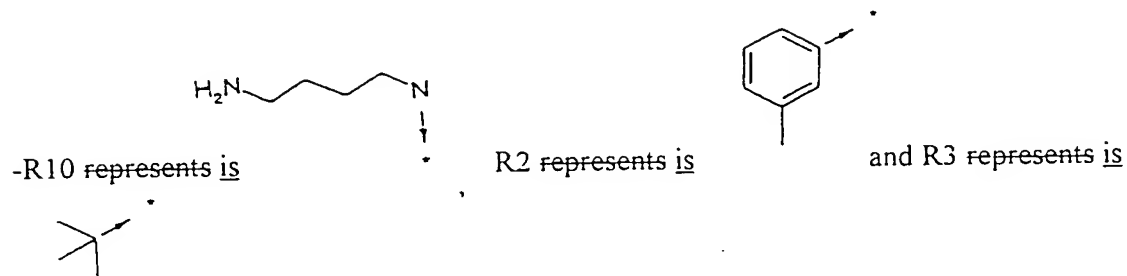 H₂N N
-R10 represents is , R2 represents is and R3 represents is